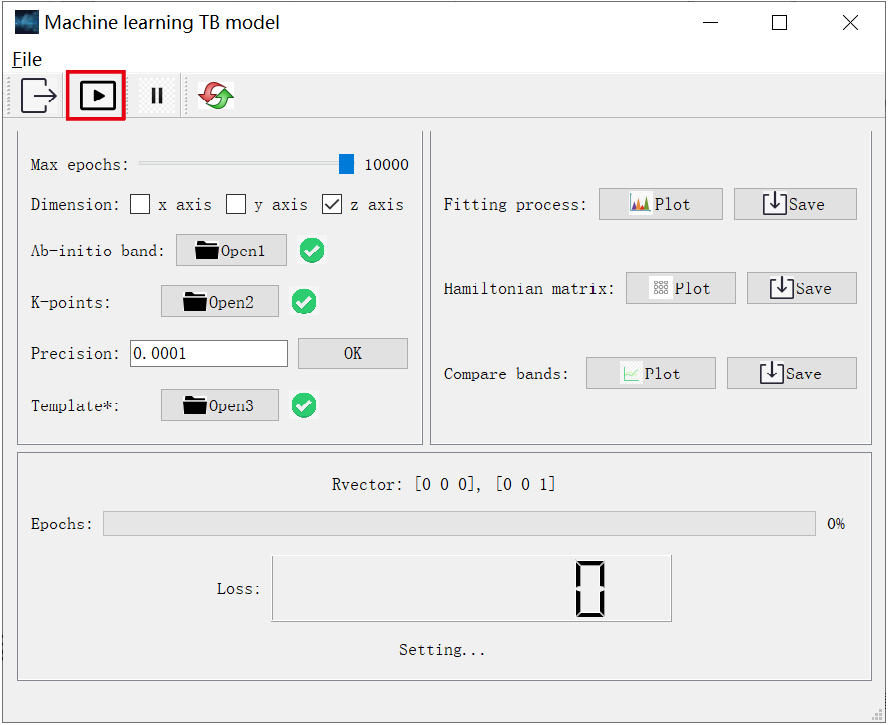 Machine learning TB model
File
Max epochs: 10000
Dimension: x axis y axis z axis
Ab-initio band: Open1
K-points: Open2
Precision: 0.0001 OK
Template*: Open3
Fitting process: Plot Save
Hamiltonian matrix: Plot Save
Compare bands: Plot Save
Rvector: [0 0 0], [0 0 1]
Epochs: 0%
Loss: 0
Setting...